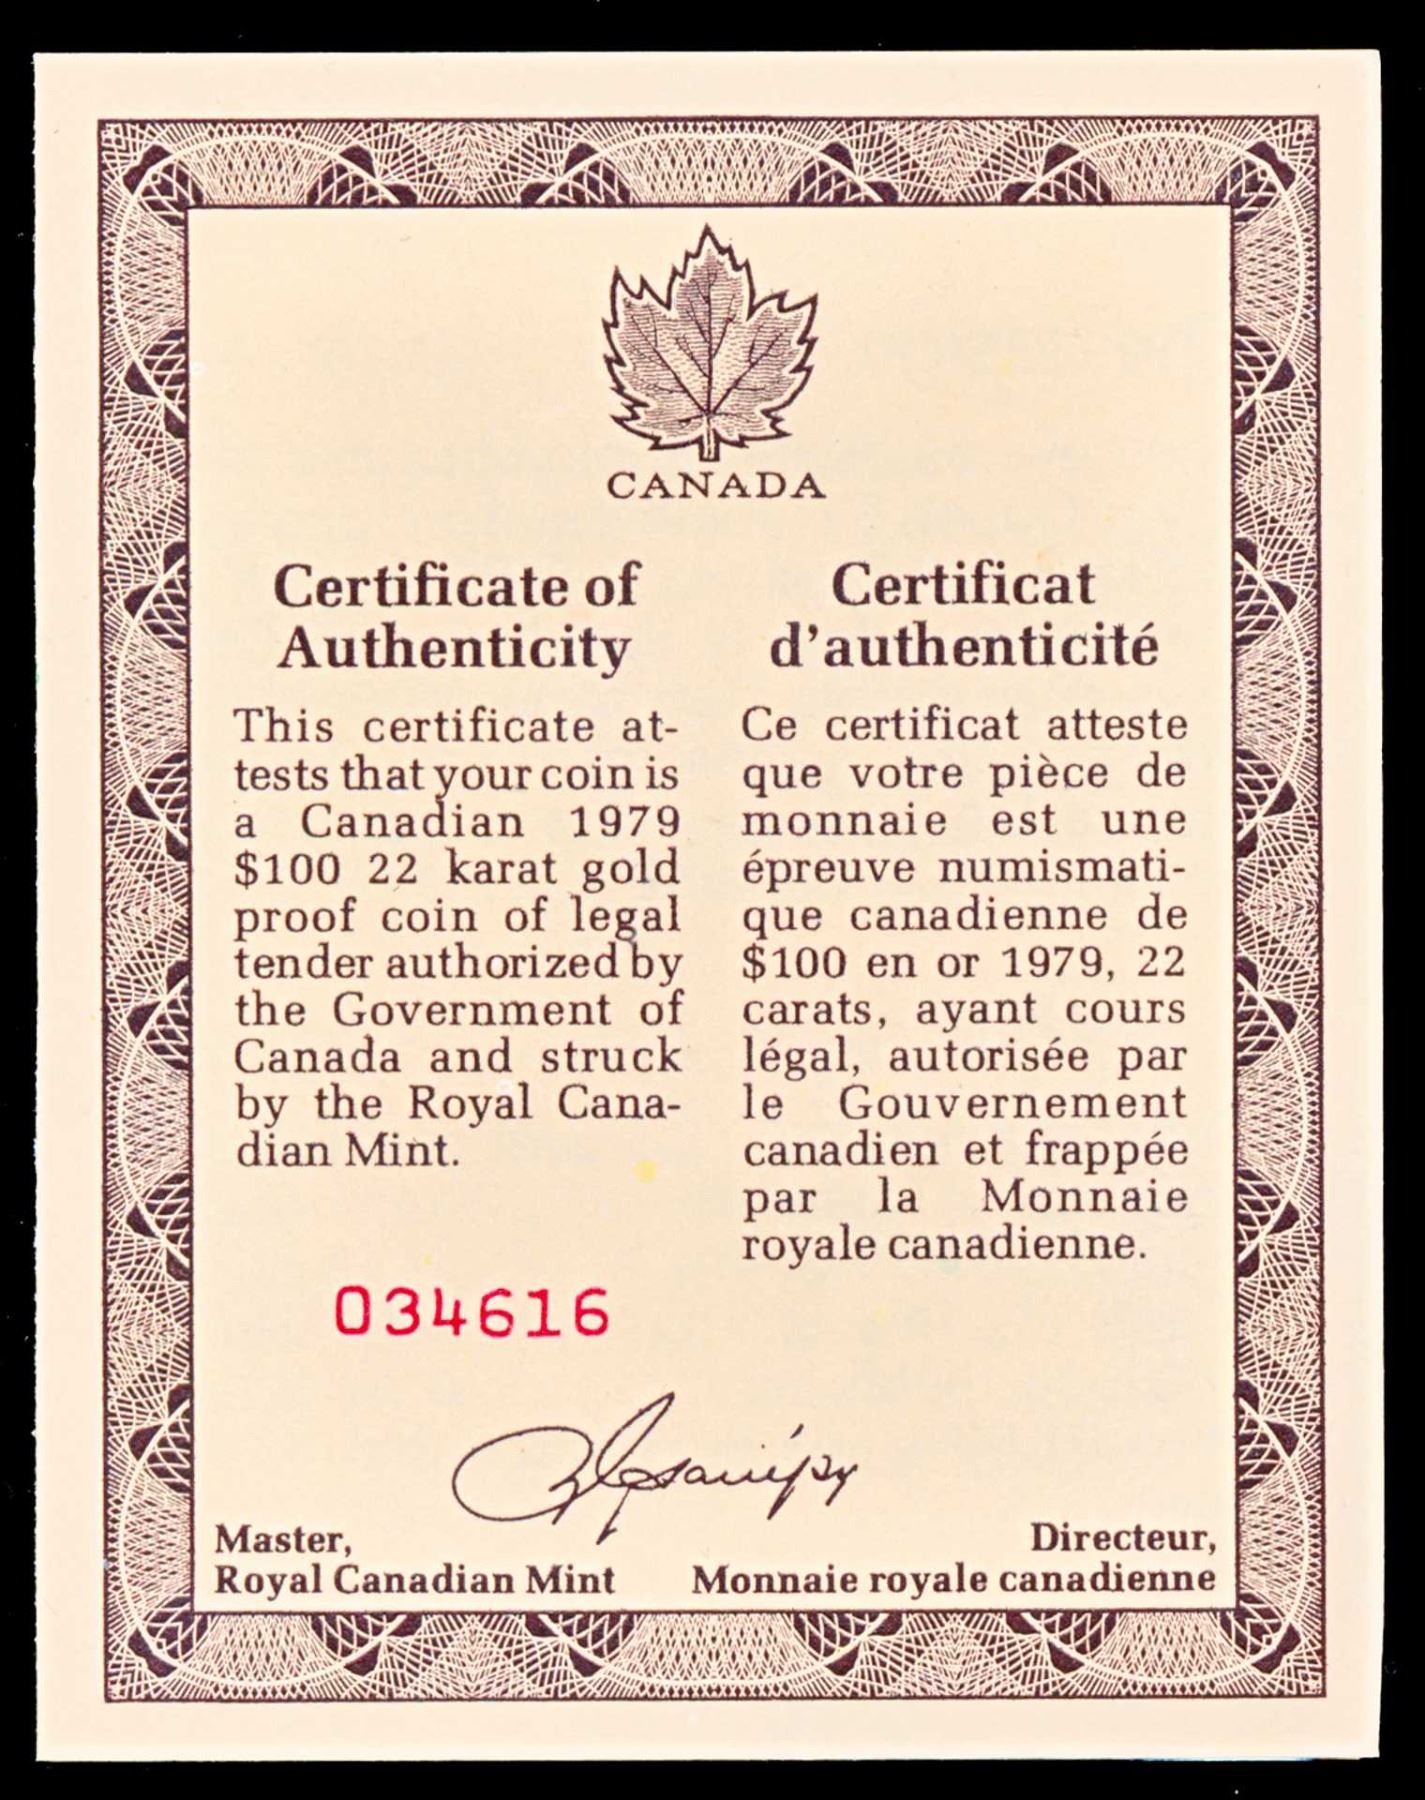 CANADA
Certificate of
Authenticity
This certificate at-
tests that your coin is
a Canadian 1979
$100 22 karat gold
proof coin of legal
tender authorized by
the Government of
Canada and struck
by the Royal Cana-
dian Mint.
034616
Certificat
d'authenticité
Ce certificat atteste
que votre pièce de
monnaie est une
épreuve numismati-
que canadienne de
$100 en or 1979, 22
carats, ayant cours
légal, autorisée par
le Gouvernement
canadien et frappée
par la Monnaie
royale canadienne.
Master,
Royal Canadian Mint
Directeur,
Monnaie royale canadienne